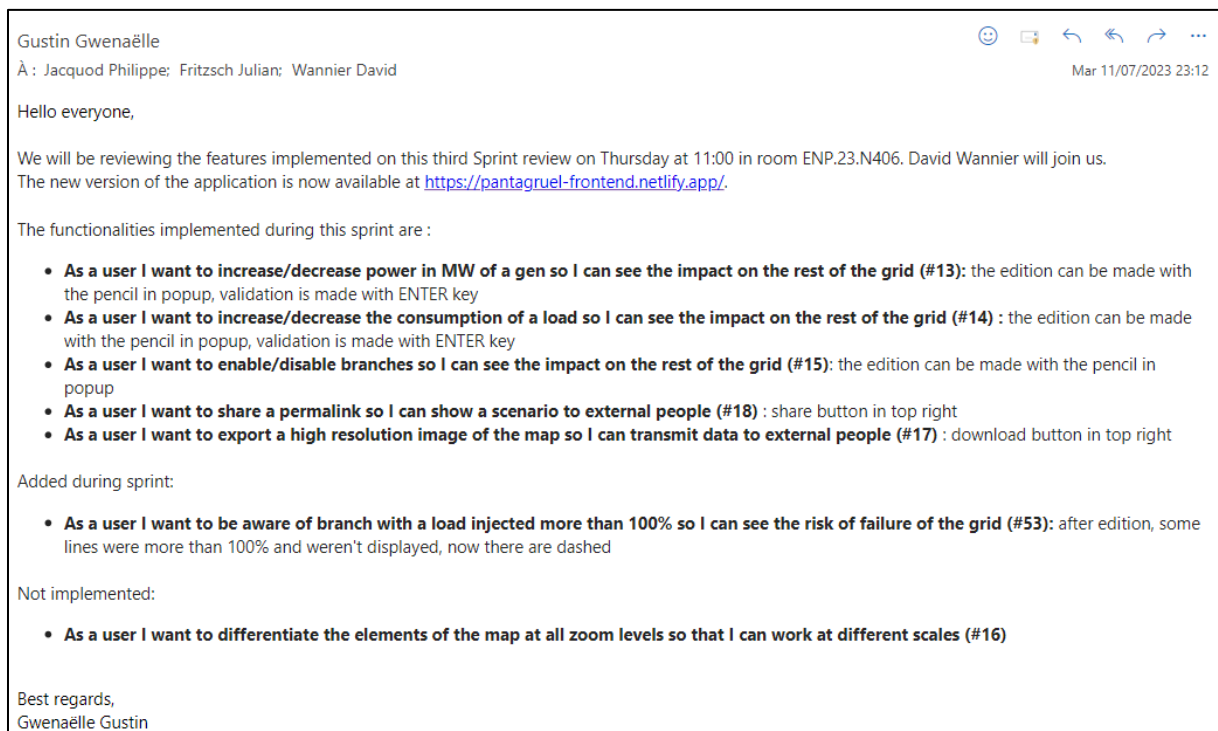 Gustin Gwenaëlle
À : Jacquod Philippe; Fritzsch Julian; Wannier David
Mar 11/07/2023 23:12
Hello everyone,
We will be reviewing the features implemented on this third Sprint review on Thursday at 11:00 in room ENP.23.N406. David Wannier will join us.
The new version of the application is now available at https://pantagruel-frontend.netlify.app/.
The functionalities implemented during this sprint are :
• As a user I want to increase/decrease power in MW of a gen so I can see the impact on the rest of the grid (#13): the edition can be made with
the pencil in popup, validation is made with ENTER key
• As a user I want to increase/decrease the consumption of a load so I can see the impact on the rest of the grid (#14) : the edition can be made
with the pencil in popup, validation is made with ENTER key
• As a user I want to enable/disable branches so I can see the impact on the rest of the grid (#15): the edition can be made with the pencil in
popup
• As a user I want to share a permalink so I can show a scenario to external people (#18) : share button in top right
• As a user I want to export a high resolution image of the map so I can transmit data to external people (#17) : download button in top right
Added during sprint:
• As a user I want to be aware of branch with a load injected more than 100% so I can see the risk of failure of the grid (#53): after edition, some
lines were more than 100% and weren't displayed, now there are dashed
Not implemented:
• As a user I want to differentiate the elements of the map at all zoom levels so that I can work at different scales (#16)
Best regards,
Gwenaëlle Gustin